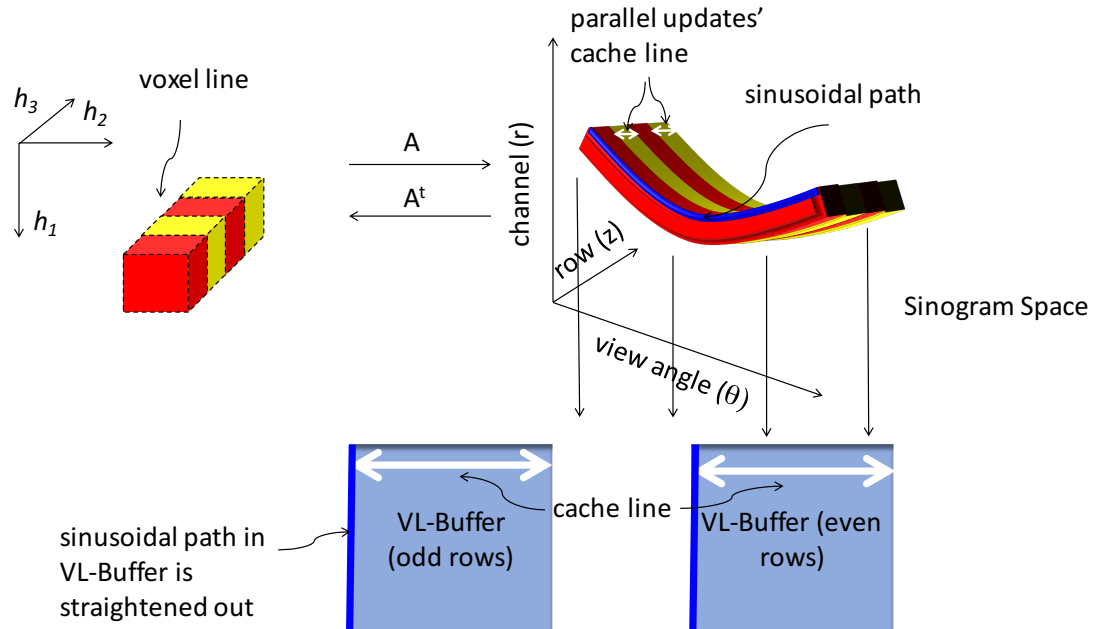 parallel updates'
cache line
voxel line
sinusoidal path
h3
h2
h1
A
A^t
channel (r)
row (z)
view angle (θ)
Sinogram Space
cache line
VL-Buffer
(odd rows)
VL-Buffer (even
rows)
sinusoidal path in
VL-Buffer is
straightened out